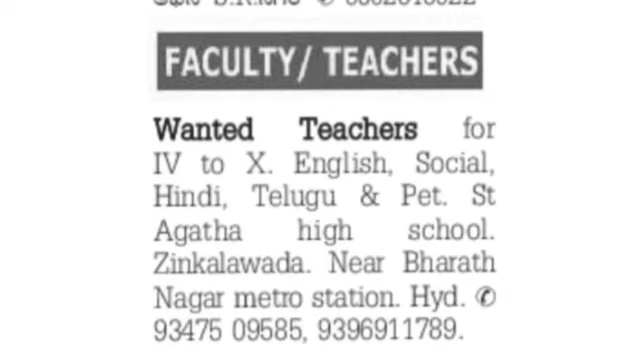 FACULTY/ TEACHERS
Wanted Teachers for
IV to X. English, Social,
Hindi, Telugu & Pet. St
Agatha high school.
Zinkalawada. Near Bharath
Nagar metro station. Hyd. ✆
93475 09585, 9396911789.